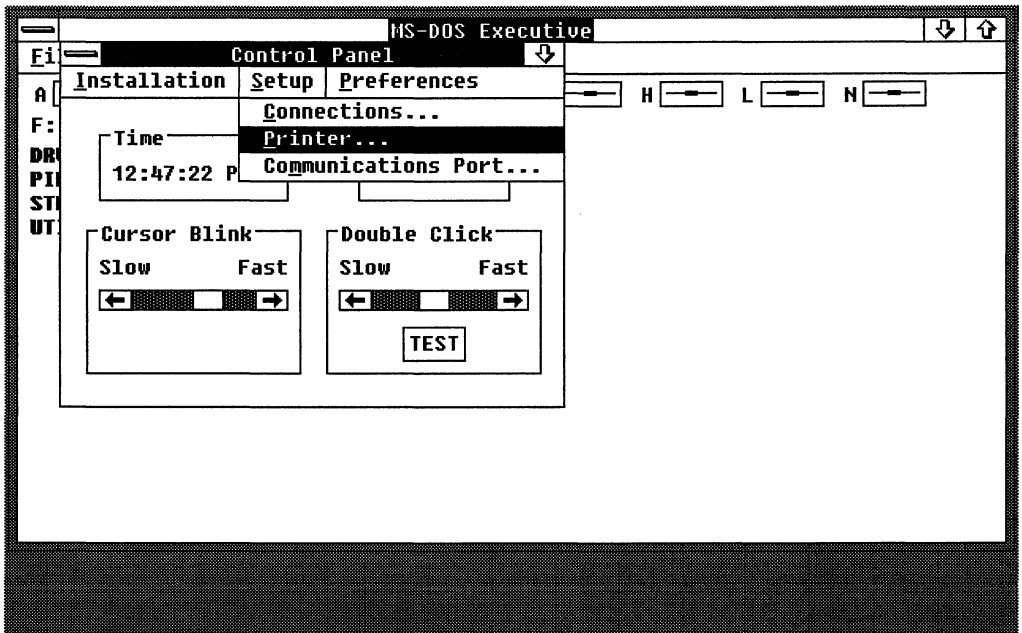 MS-DOS Executive
Control Panel
Installation Setup Preferences
A H L N
Connections...
F:
Time
Printer...
12:47:22 P
Communications Port...
Cursor Blink
Double Click
Slow Fast
Slow Fast
TEST